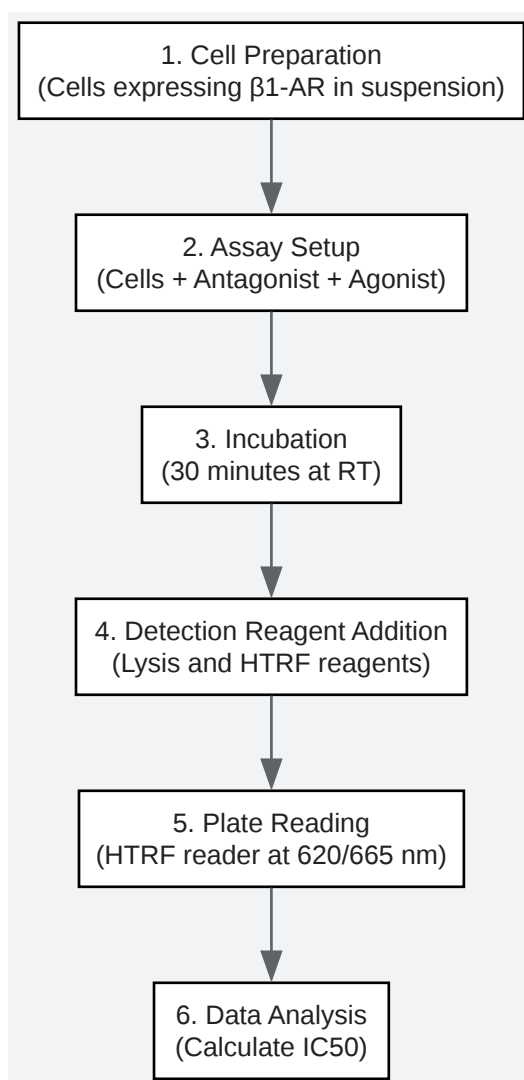 1. Cell Preparation
(Cells expressing β1-AR in suspension)
2. Assay Setup
(Cells + Antagonist + Agonist)
3. Incubation
(30 minutes at RT)
4. Detection Reagent Addition
(Lysis and HTRF reagents)
5. Plate Reading
(HTRF reader at 620/665 nm)
6. Data Analysis
(Calculate IC50)